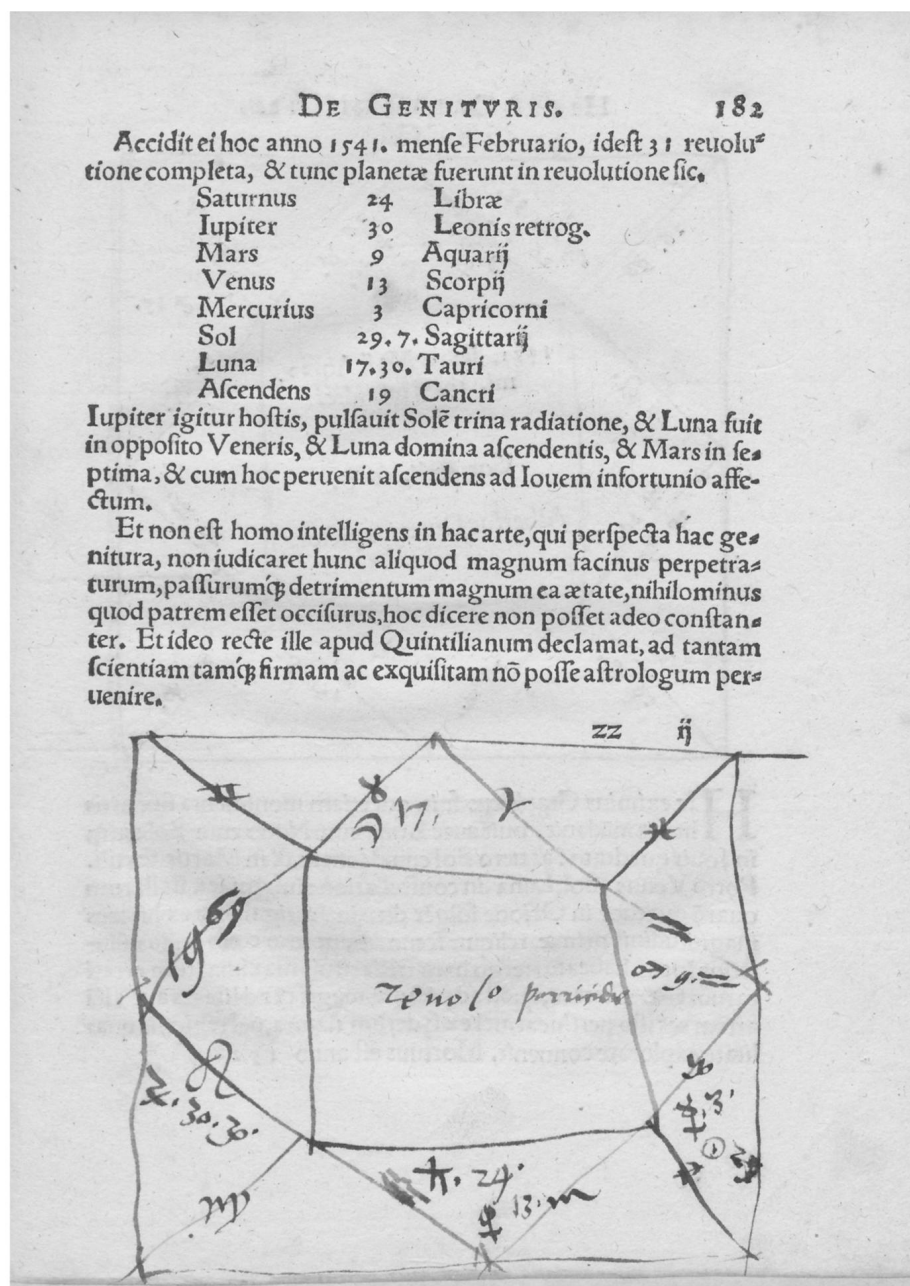 DE GENITVRIS. 182
Accidit ei hoc anno 1541. menſe Februario, ideſt 31 reuolu⸗
tione completa, & tunc planetæ fuerunt in reuolutione ſic.
Saturnus 24 Libræ
Iupiter 30 Leonis retrog.
Mars 9 Aquarij
Venus 13 Scorpij
Mercurius 3 Capricorni
Sol 29.7. Sagittarij
Luna 17.30. Tauri
Aſcendens 19 Cancri
Iupiter igitur hoſtis, pulſauit Solē trina radiatione, & Luna fuit
in oppoſito Veneris, & Luna domina aſcendentis, & Mars in ſe⸗
ptima, & cum hoc peruenit aſcendens ad Iouem infortunio affe-
ctum.
Et non eſt homo intelligens in hac arte, qui perſpecta hac ge⸗
nitura, non iudicaret hunc aliquod magnum facinus perpetra⸗
turum, paſſurumq́ꝫ detrimentum magnum ea ætate, nihilominus
quod patrem eſſet occiſurus, hoc dicere non poſſet adeo conſtan⸗
ter. Et ideo recte ille apud Quintilianum declamat, ad tantam
ſcientiam tamq́ꝫ firmam ac exquiſitam nō poſſe aſtrologum per⸗
uenire.
zz ij
♊ ♉ ♈ ♓
☽ 17.
19 ♋
♒
♂ 9. ♒
♌
♃. 30. 30.
♑
☿. 3.
☉ 29
♐
♄. 24.
♀ 13. ♏